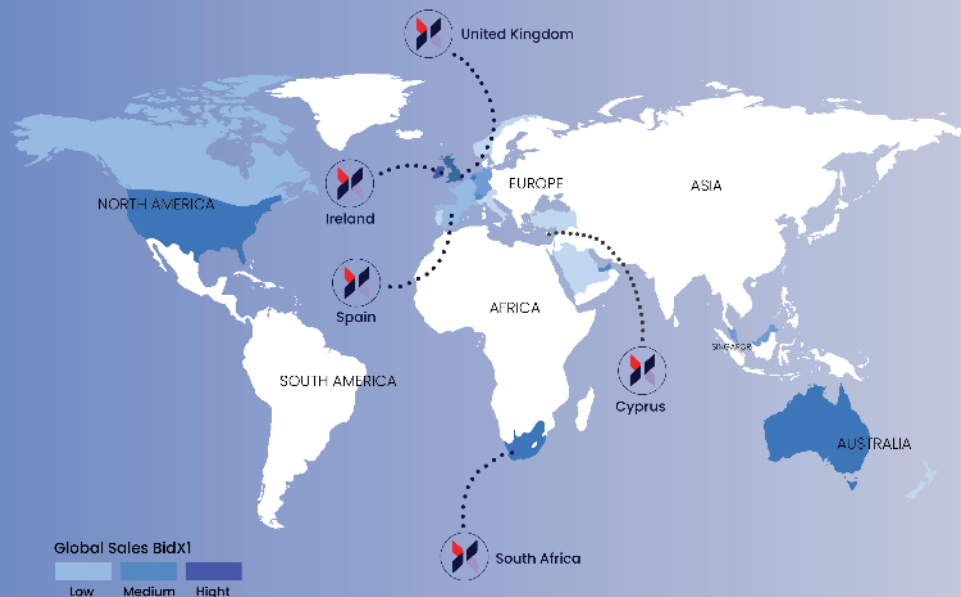 United Kingdom
EUROPE
ASIA
NORTH AMERICA
Ireland
AFRICA
Spain
SINGAPOR
SOUTH AMERICA
Cyprus
AUSTRALIA
Global Sales BidX1
Low Medium Hight
South Africa